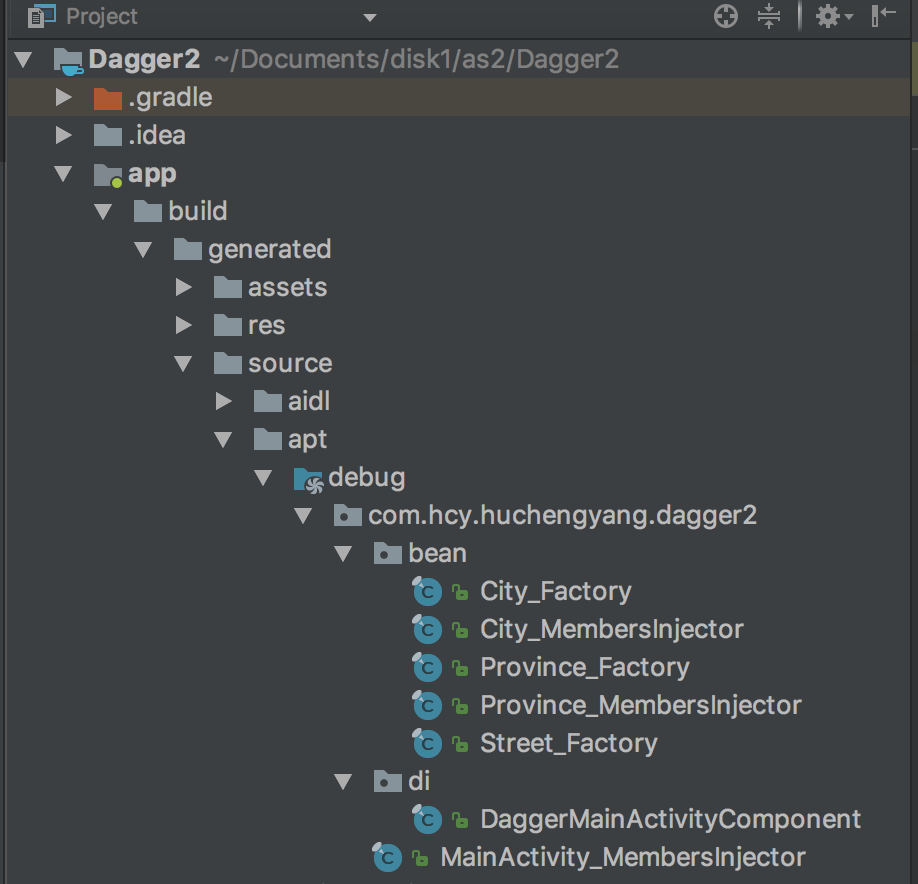 Project
Dagger2 ~/Documents/disk1/as2/Dagger2
.gradle
.idea
app
build
generated
assets
res
source
aidl
apt
debug
com.hcy.huchengyang.dagger2
bean
C City_Factory
C City_MembersInjector
C Province_Factory
C Province_MembersInjector
C Street_Factory
di
C DaggerMainActivityComponent
C MainActivity_MembersInjector